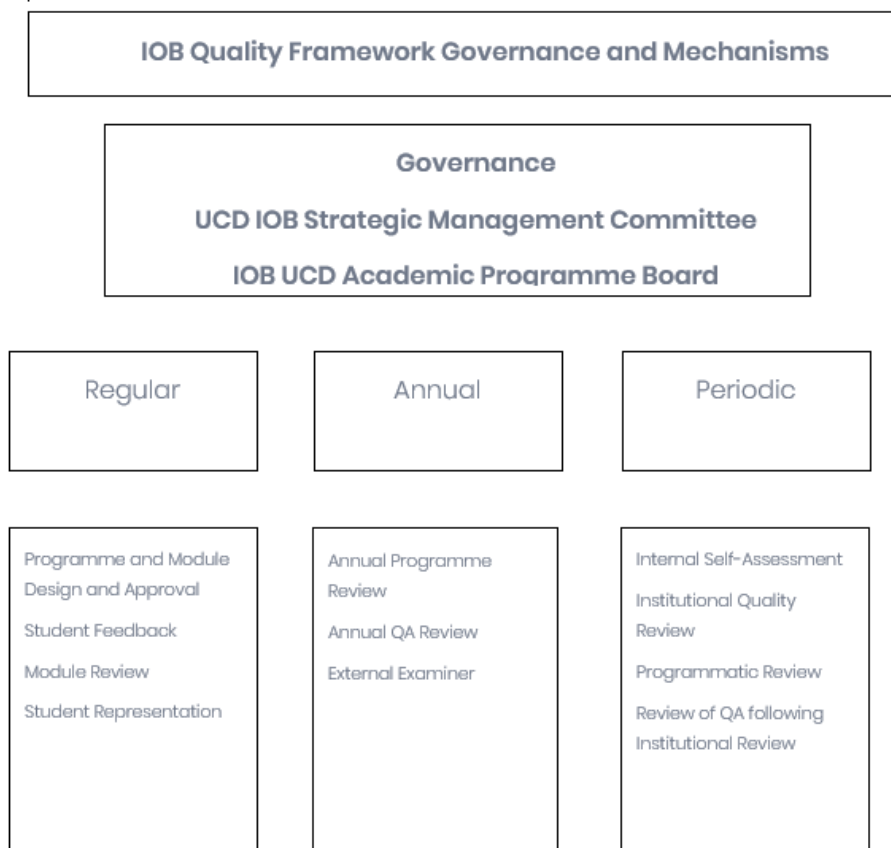 IOB Quality Framework Governance and Mechanisms
Governance
UCD IOB Strategic Management Committee
IOB UCD Academic Programme Board
Regular
Annual
Periodic
Programme and Module
Design and Approval
Student Feedback
Module Review
Student Representation
Annual Programme
Review
Annual QA Review
External Examiner
Internal Self-Assessment
Institutional Quality
Review
Programmatic Review
Review of QA following
Institutional Review